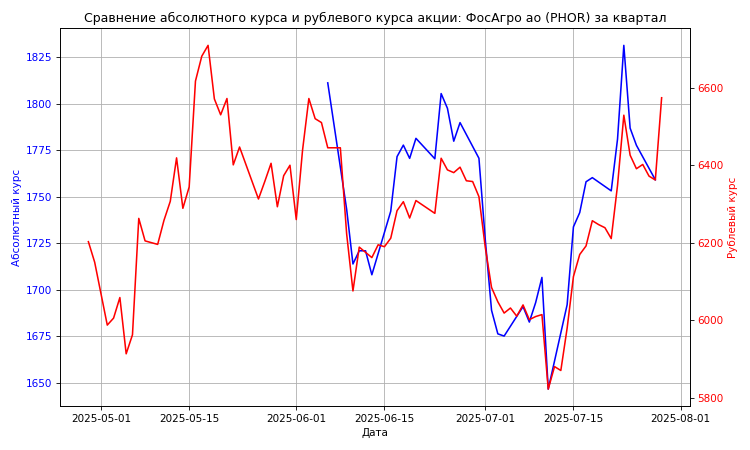 Сравнение абсолютного курса и рублевого курса акции: ФосАгро ао (PHOR) за квартал
1825
1800
1775
1750
1725
1700
1675
1650
Абсолютный курс
6600
6400
6200
6000
5800
Рублевый курс
2025-05-01 2025-05-15 2025-06-01 2025-06-15 2025-07-01 2025-07-15 2025-08-01
Дата